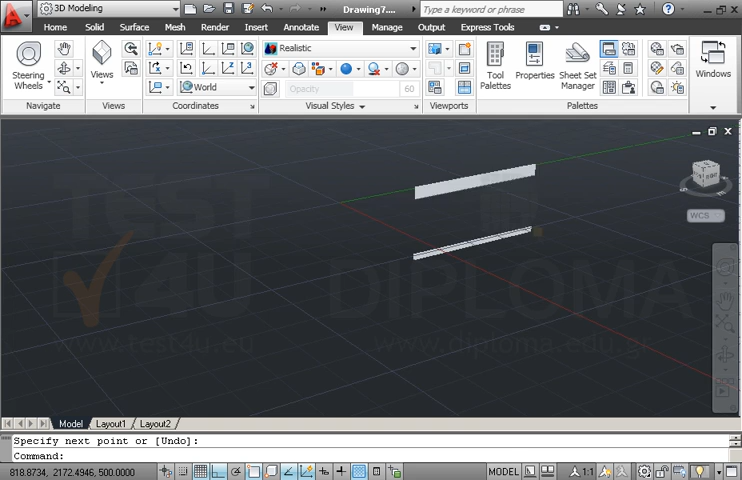 3D Modeling
Drawing7....
Type a keyword or phrase
Home Solid Surface Mesh Render Insert Annotate View Manage Output Express Tools
Realistic
Steering Wheels
Views
World
Opacity 60
Tool Palettes
Properties
Sheet Set Manager
Windows
Navigate Views Coordinates Visual Styles Viewports Palettes
WCS
TEST 4U
DIPLOMA
www.test4u.eu
www.diploma.edu.gr
Model Layout1 Layout2
Specify next point or [Undo]:
Command:
818.8734, 2172.4946, 500.0000
MODEL
1:1